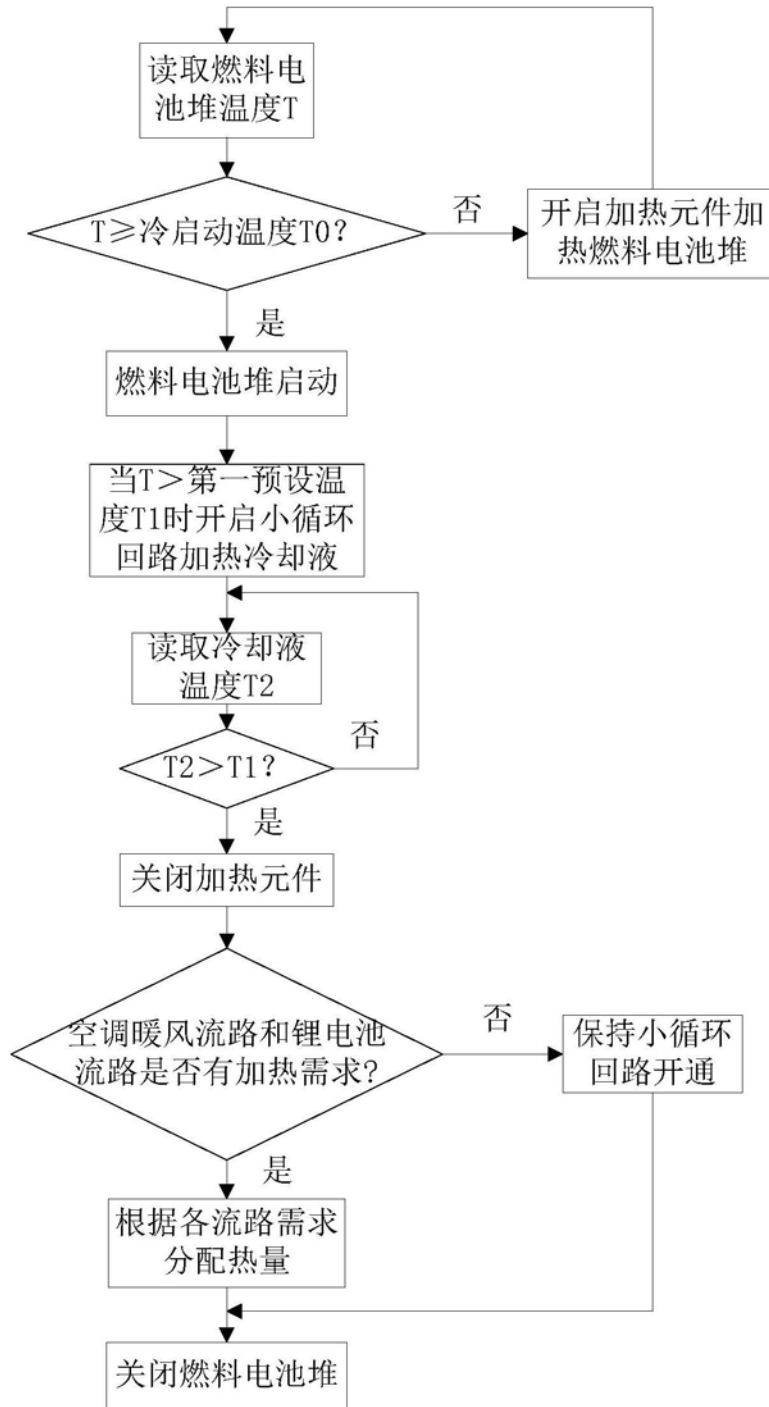 读取燃料电
池堆温度T
T≥冷启动温度T0?
否
开启加热元件加
热燃料电池堆
是
燃料电池堆启动
当T＞第一预设温
度T1时开启小循环
回路加热冷却液
读取冷却液
温度T2
T2＞T1?
否
是
关闭加热元件
空调暖风流路和锂电池
流路是否有加热需求?
否
保持小循环
回路开通
是
根据各流路需求
分配热量
关闭燃料电池堆